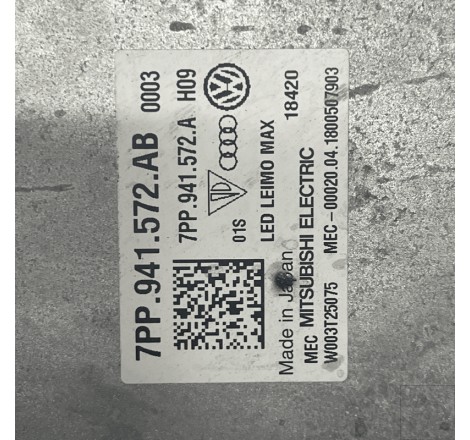 7PP.941.572.AB 0003
7PP.941.572.A H09
01S
LED LEIMO MAX 18420
Made in Japan
MEC MITSUBISHI ELECTRIC
W003T25075 MEC-00020.04.1800507903